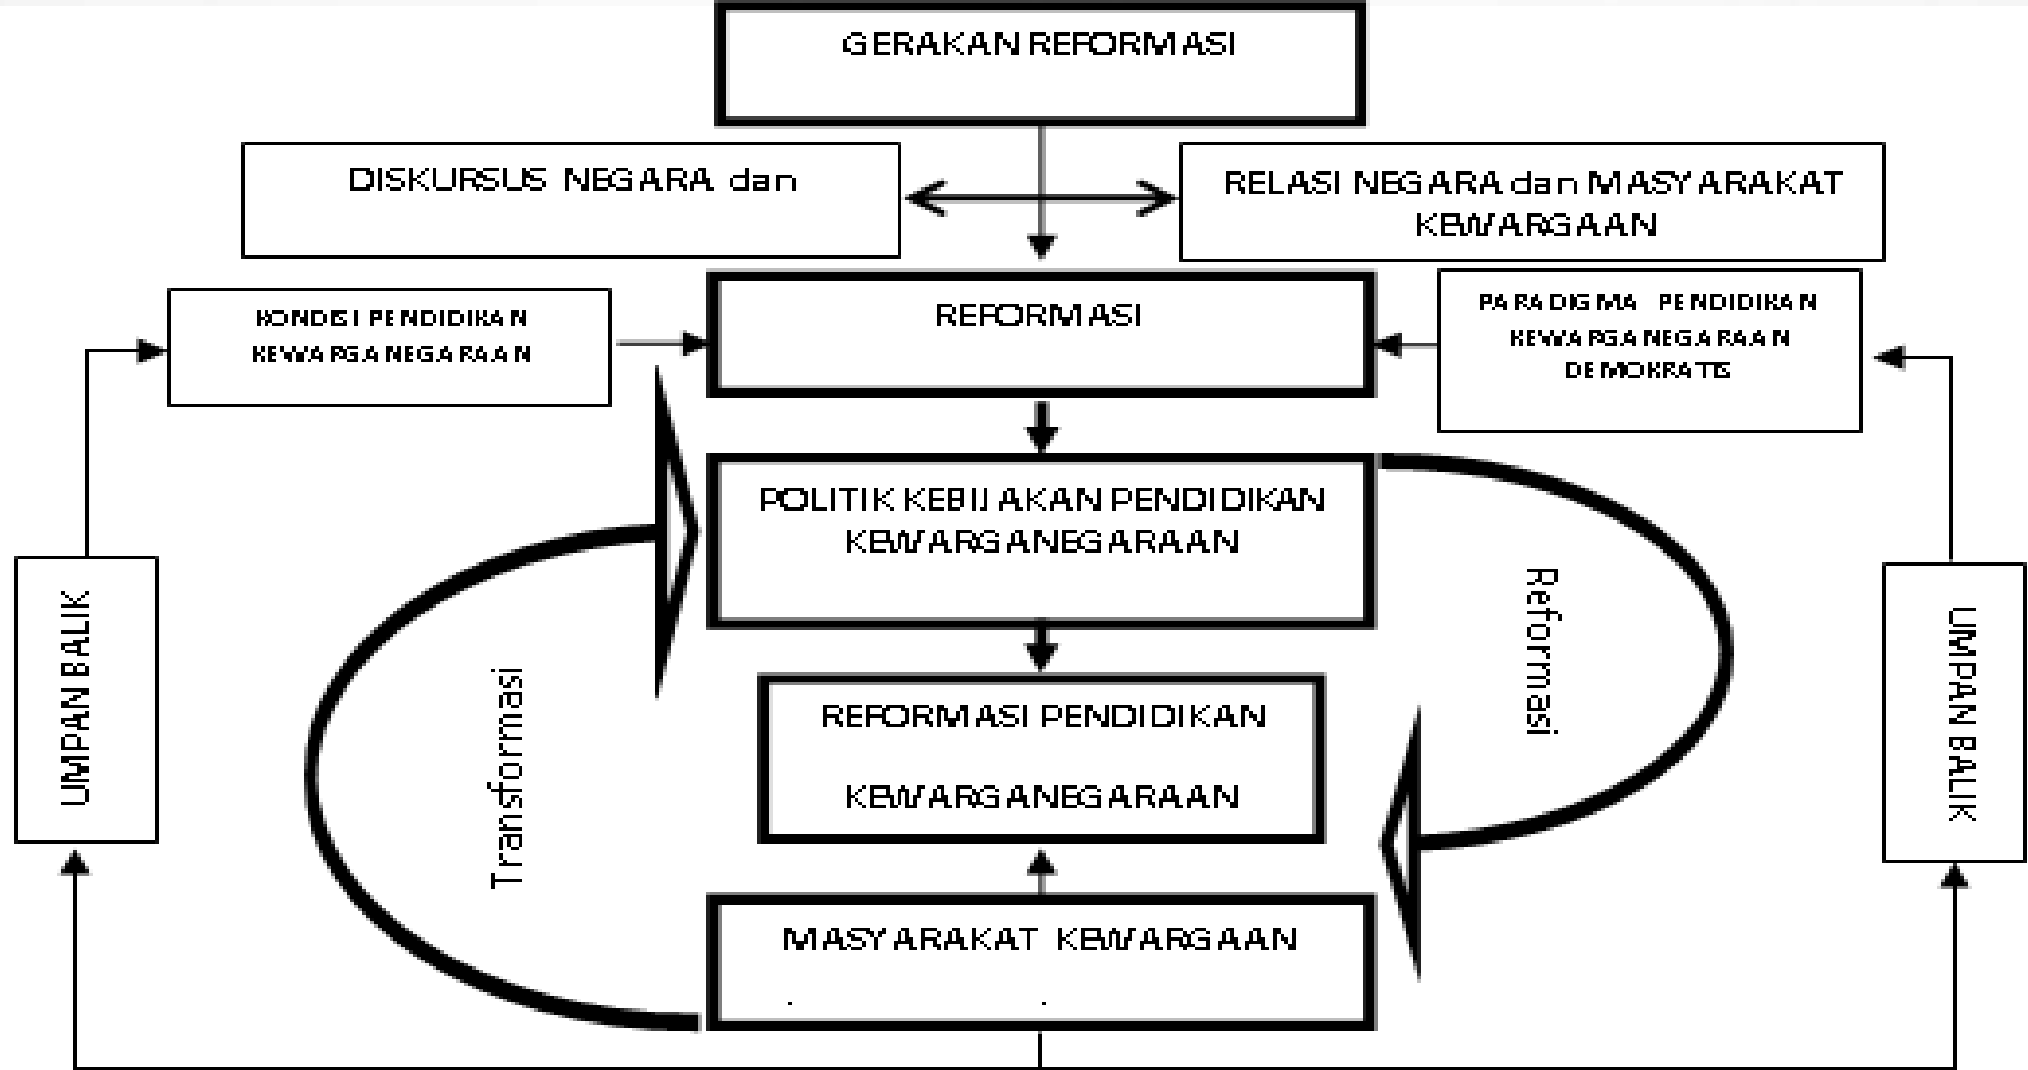 GERAKAN REFORMASI
DISKURSUS NEGARA dan
RELASI NEGARA dan MASYARAKAT
KEWARGAAN
KONDISI PENDIDIKAN
KEWARGANEGARAAN
REFORMASI
PARADIGMA PENDIDIKAN
KEWARGANEGARAAN
DEMOKRATIS
POLITIK KEBIJAKAN PENDIDIKAN
KEWARGANEGARAAN
UMPAN BALIK
Transformasi
Reformasi
UMPAN BALIK
REFORMASI PENDIDIKAN
KEWARGANEGARAAN
MASYARAKAT KEWARGAAN